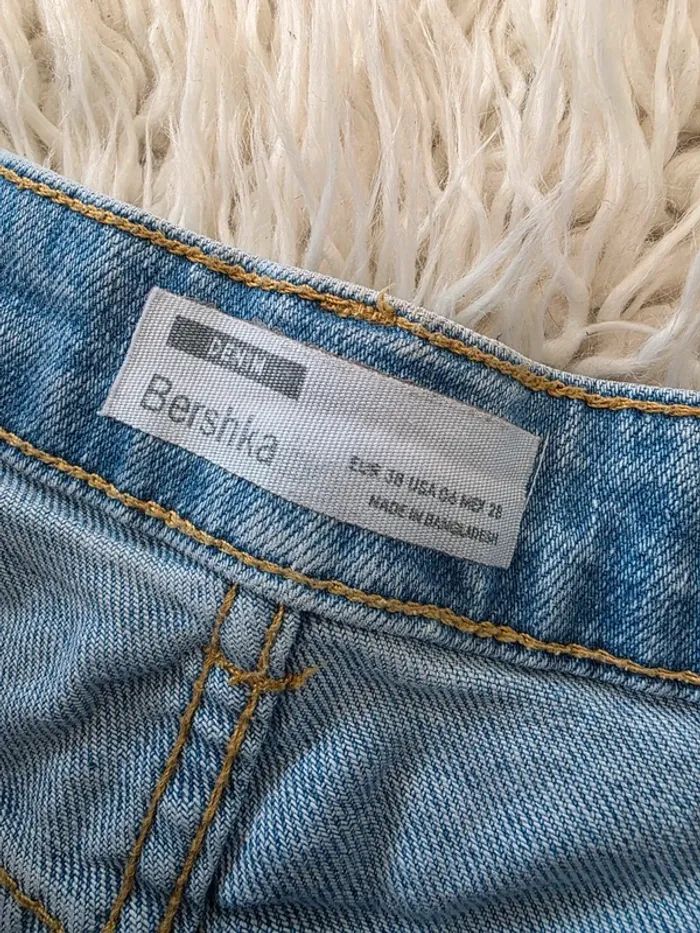 DENIM
Bershka
EUR 38 USA 06 MEX 28
MADE IN BANGLADESH